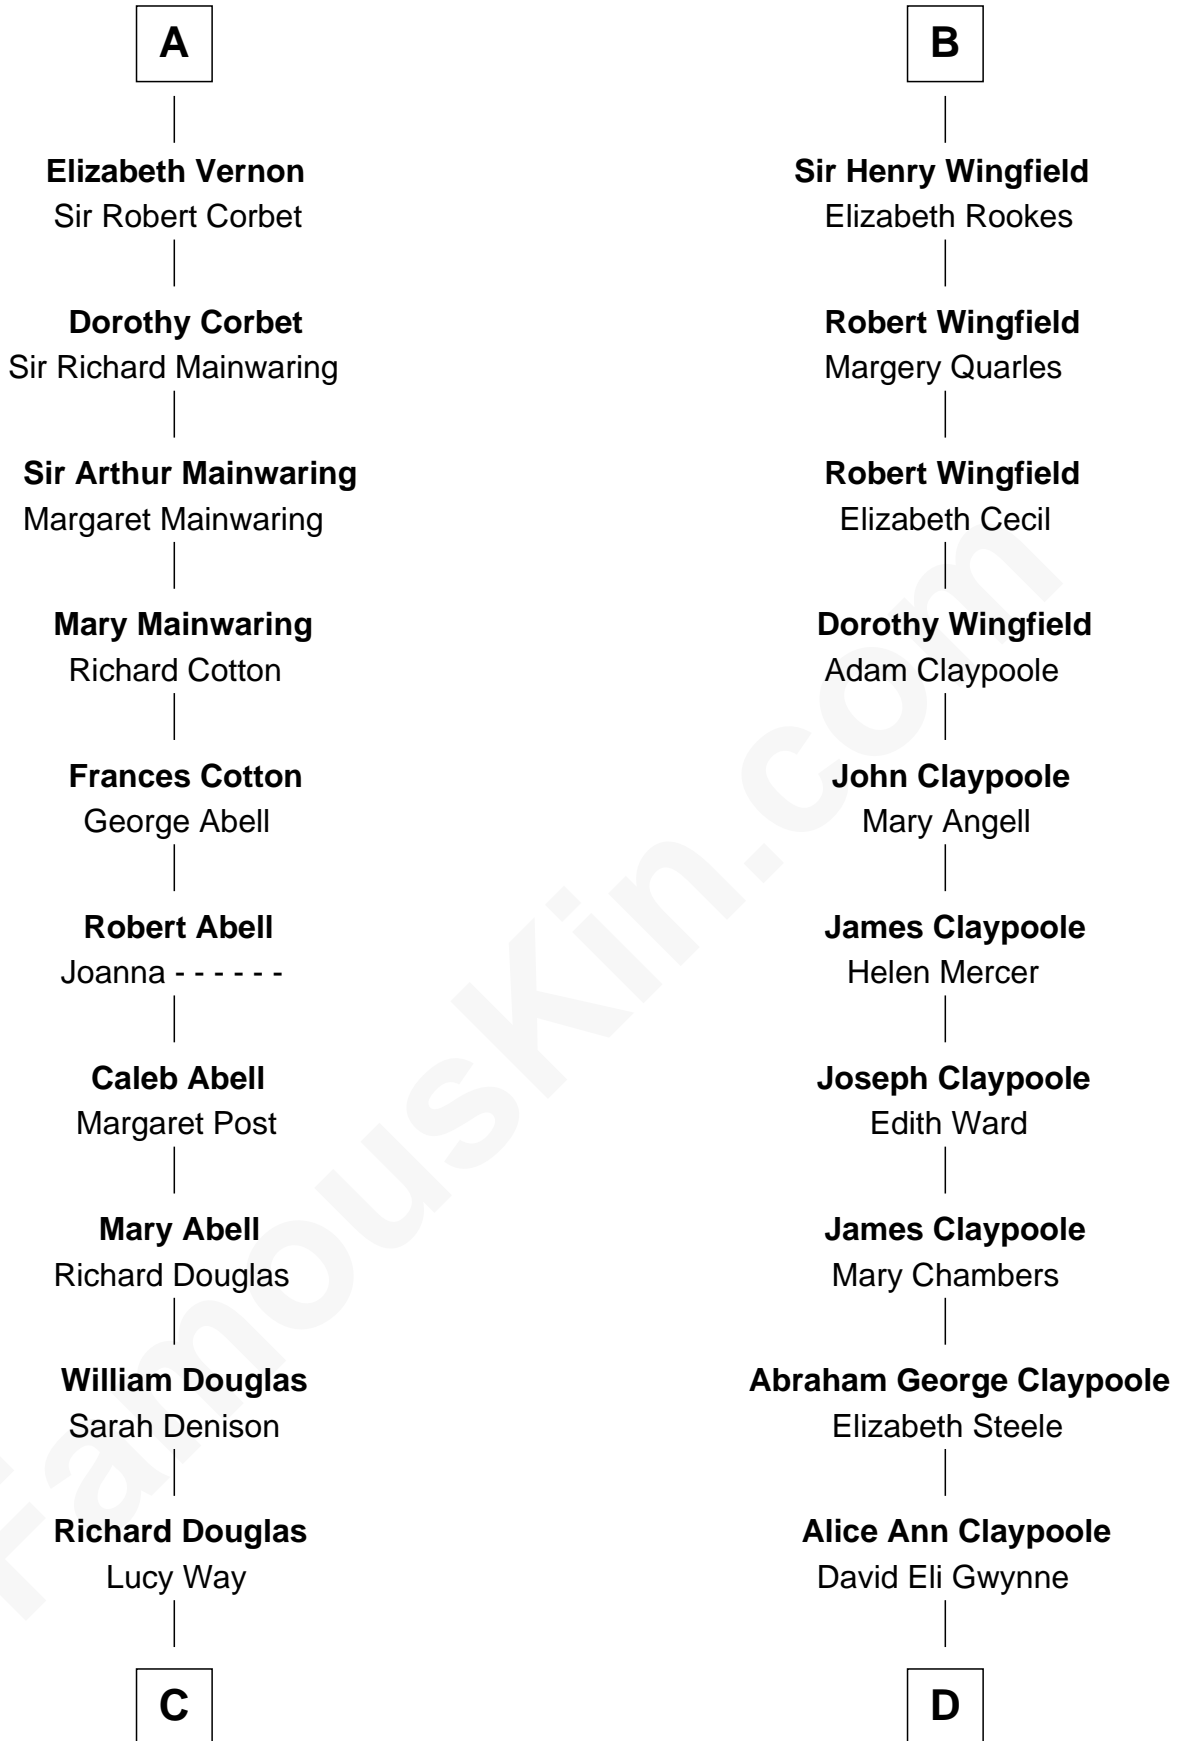 A
Elizabeth Vernon
Sir Robert Corbet
Dorothy Corbet
Sir Richard Mainwaring
Sir Arthur Mainwaring
Margaret Mainwaring
Mary Mainwaring
Richard Cotton
Frances Cotton
George Abell
Robert Abell
Joanna - - - - - -
Caleb Abell
Margaret Post
Mary Abell
Richard Douglas
William Douglas
Sarah Denison
Richard Douglas
Lucy Way
C
B
Sir Henry Wingfield
Elizabeth Rookes
Robert Wingfield
Margery Quarles
Robert Wingfield
Elizabeth Cecil
Dorothy Wingfield
Adam Claypoole
John Claypoole
Mary Angell
James Claypoole
Helen Mercer
Joseph Claypoole
Edith Ward
James Claypoole
Mary Chambers
Abraham George Claypoole
Elizabeth Steele
Alice Ann Claypoole
David Eli Gwynne
D
FamousKin.com